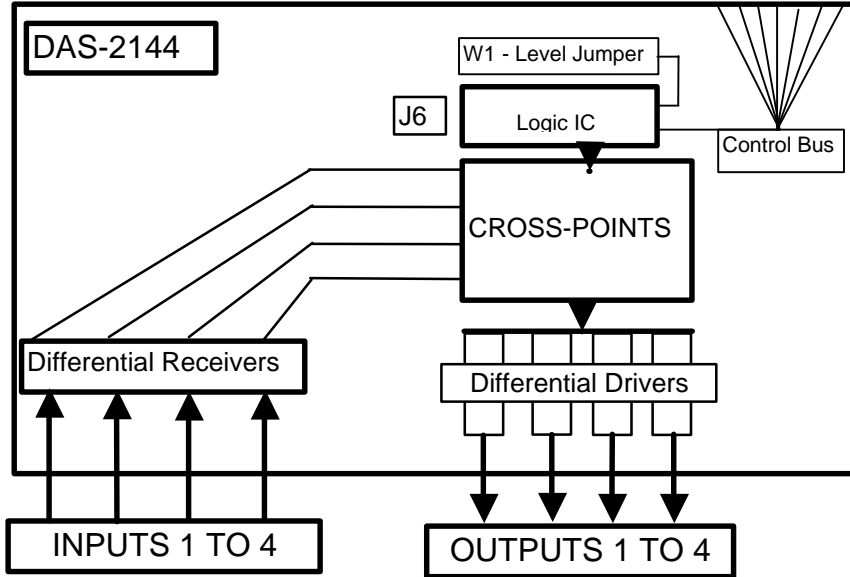 DAS-2144
W1 - Level Jumper
J6
Logic IC
Control Bus
CROSS-POINTS
Differential Receivers
Differential Drivers
INPUTS 1 TO 4
OUTPUTS 1 TO 4